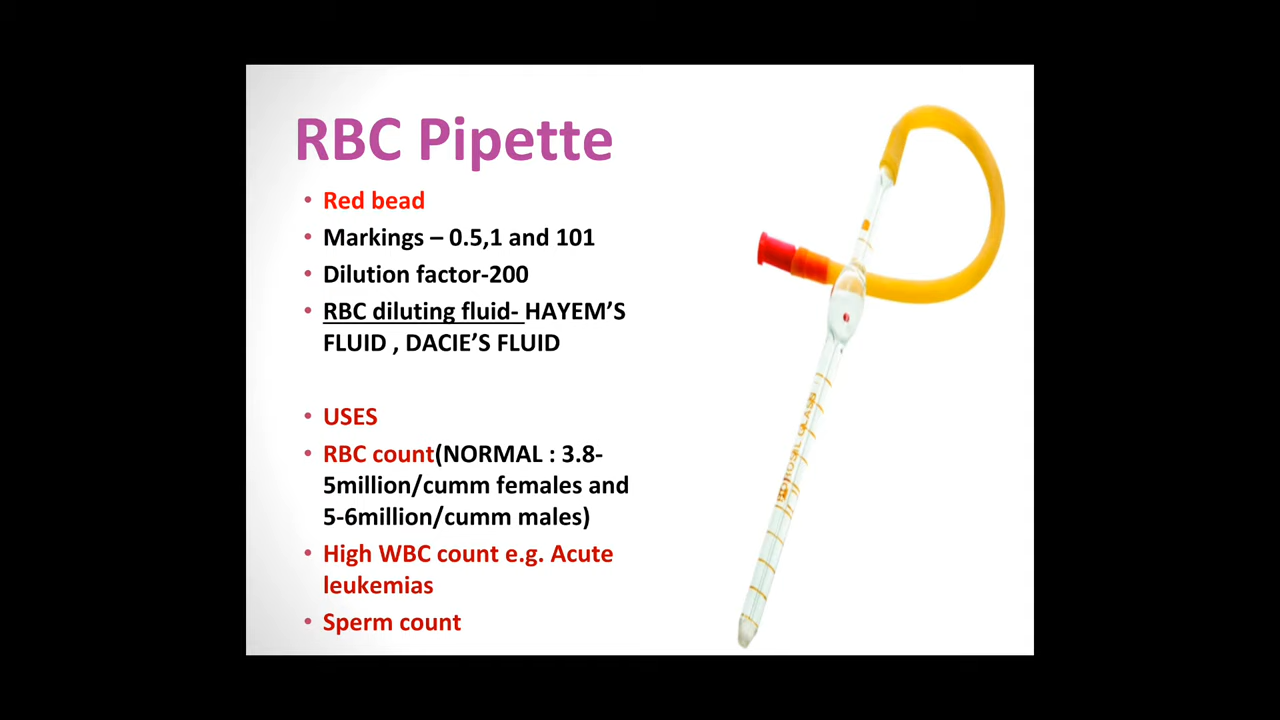 RBC Pipette
• Red bead
• Markings – 0.5,1 and 101
• Dilution factor-200
• RBC diluting fluid- HAYEM'S
FLUID , DACIE'S FLUID
• USES
• RBC count(NORMAL : 3.8-
5million/cumm females and
5-6million/cumm males)
• High WBC count e.g. Acute
leukemias
• Sperm count